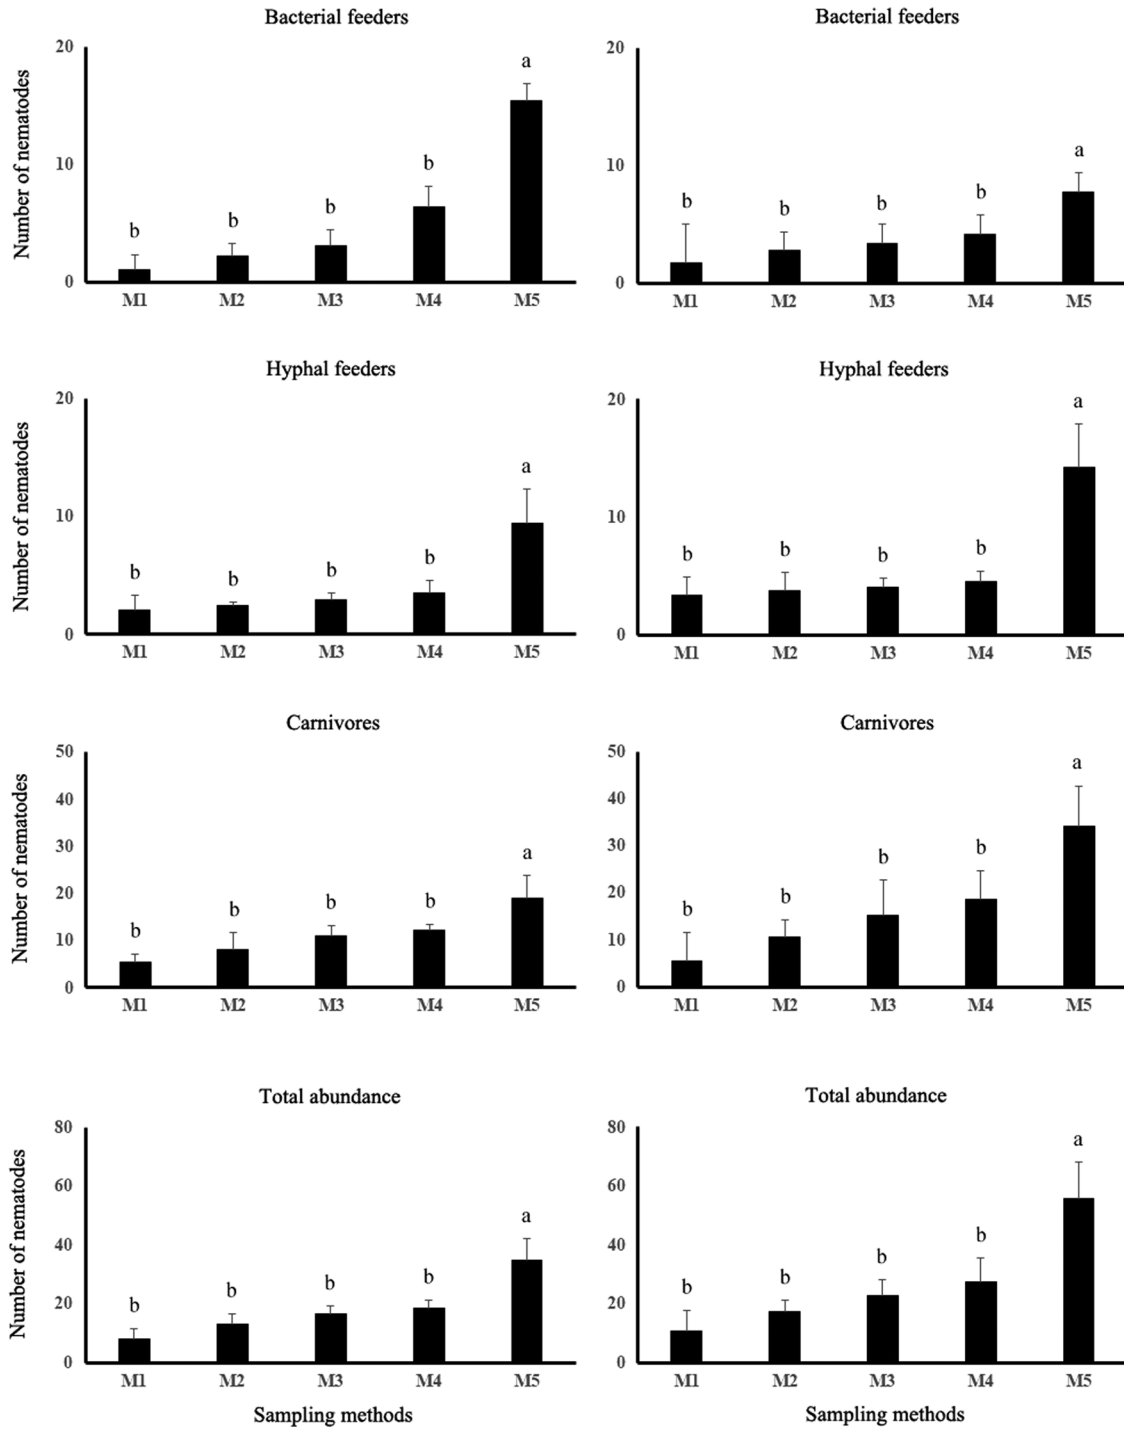 Bacterial feeders
Number of nematodes
20
10
0
b
b
b
b
a
M1 M2 M3 M4 M5
Bacterial feeders
20
10
0
b
b
b
b
a
M1 M2 M3 M4 M5
Hyphal feeders
Number of nematodes
20
10
0
b
b
b
b
a
M1 M2 M3 M4 M5
Hyphal feeders
20
10
0
b
b
b
b
a
M1 M2 M3 M4 M5
Carnivores
Number of nematodes
50
40
30
20
10
0
b
b
b
b
a
M1 M2 M3 M4 M5
Carnivores
50
40
30
20
10
0
b
b
b
b
a
M1 M2 M3 M4 M5
Total abundance
Number of nematodes
80
60
40
20
0
b
b
b
b
a
M1 M2 M3 M4 M5
Sampling methods
Total abundance
80
60
40
20
0
b
b
b
b
a
M1 M2 M3 M4 M5
Sampling methods